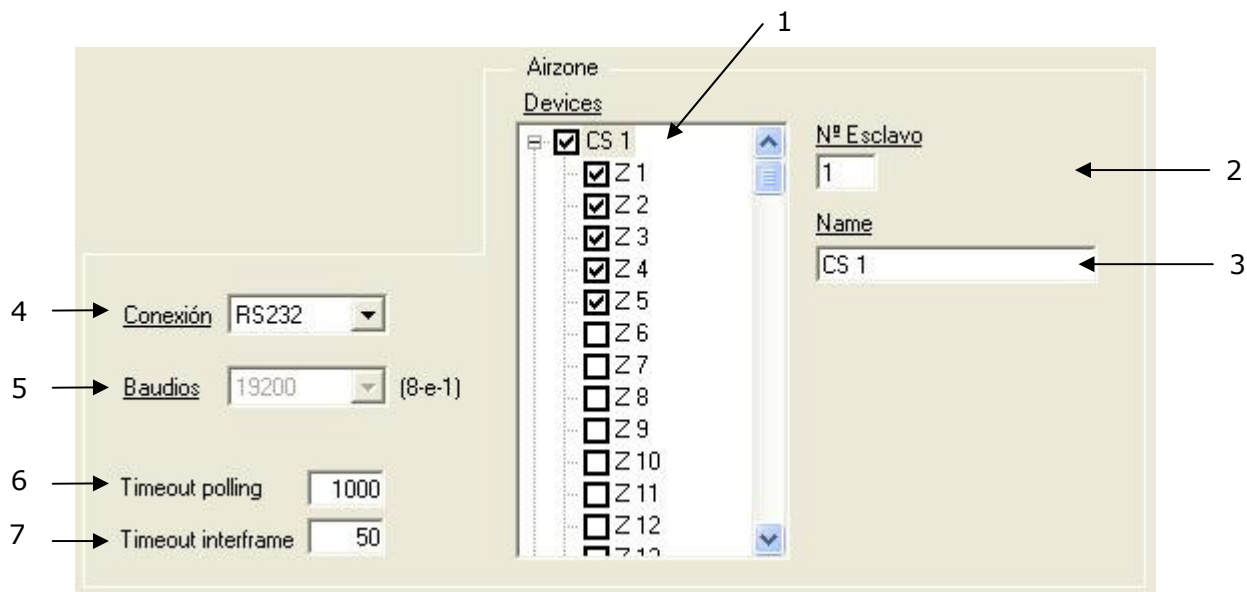 1
Airzone
Devices
CS 1
Z 1
Z 2
Z 3
Z 4
Z 5
Z 6
Z 7
Z 8
Z 9
Z 10
Z 11
Z 12
Nº Esclavo
1
2
Name
CS 1
3
4
Conexión RS232
5
Baudios 19200 (8-e-1)
6
Timeout polling 1000
7
Timeout interframe 50